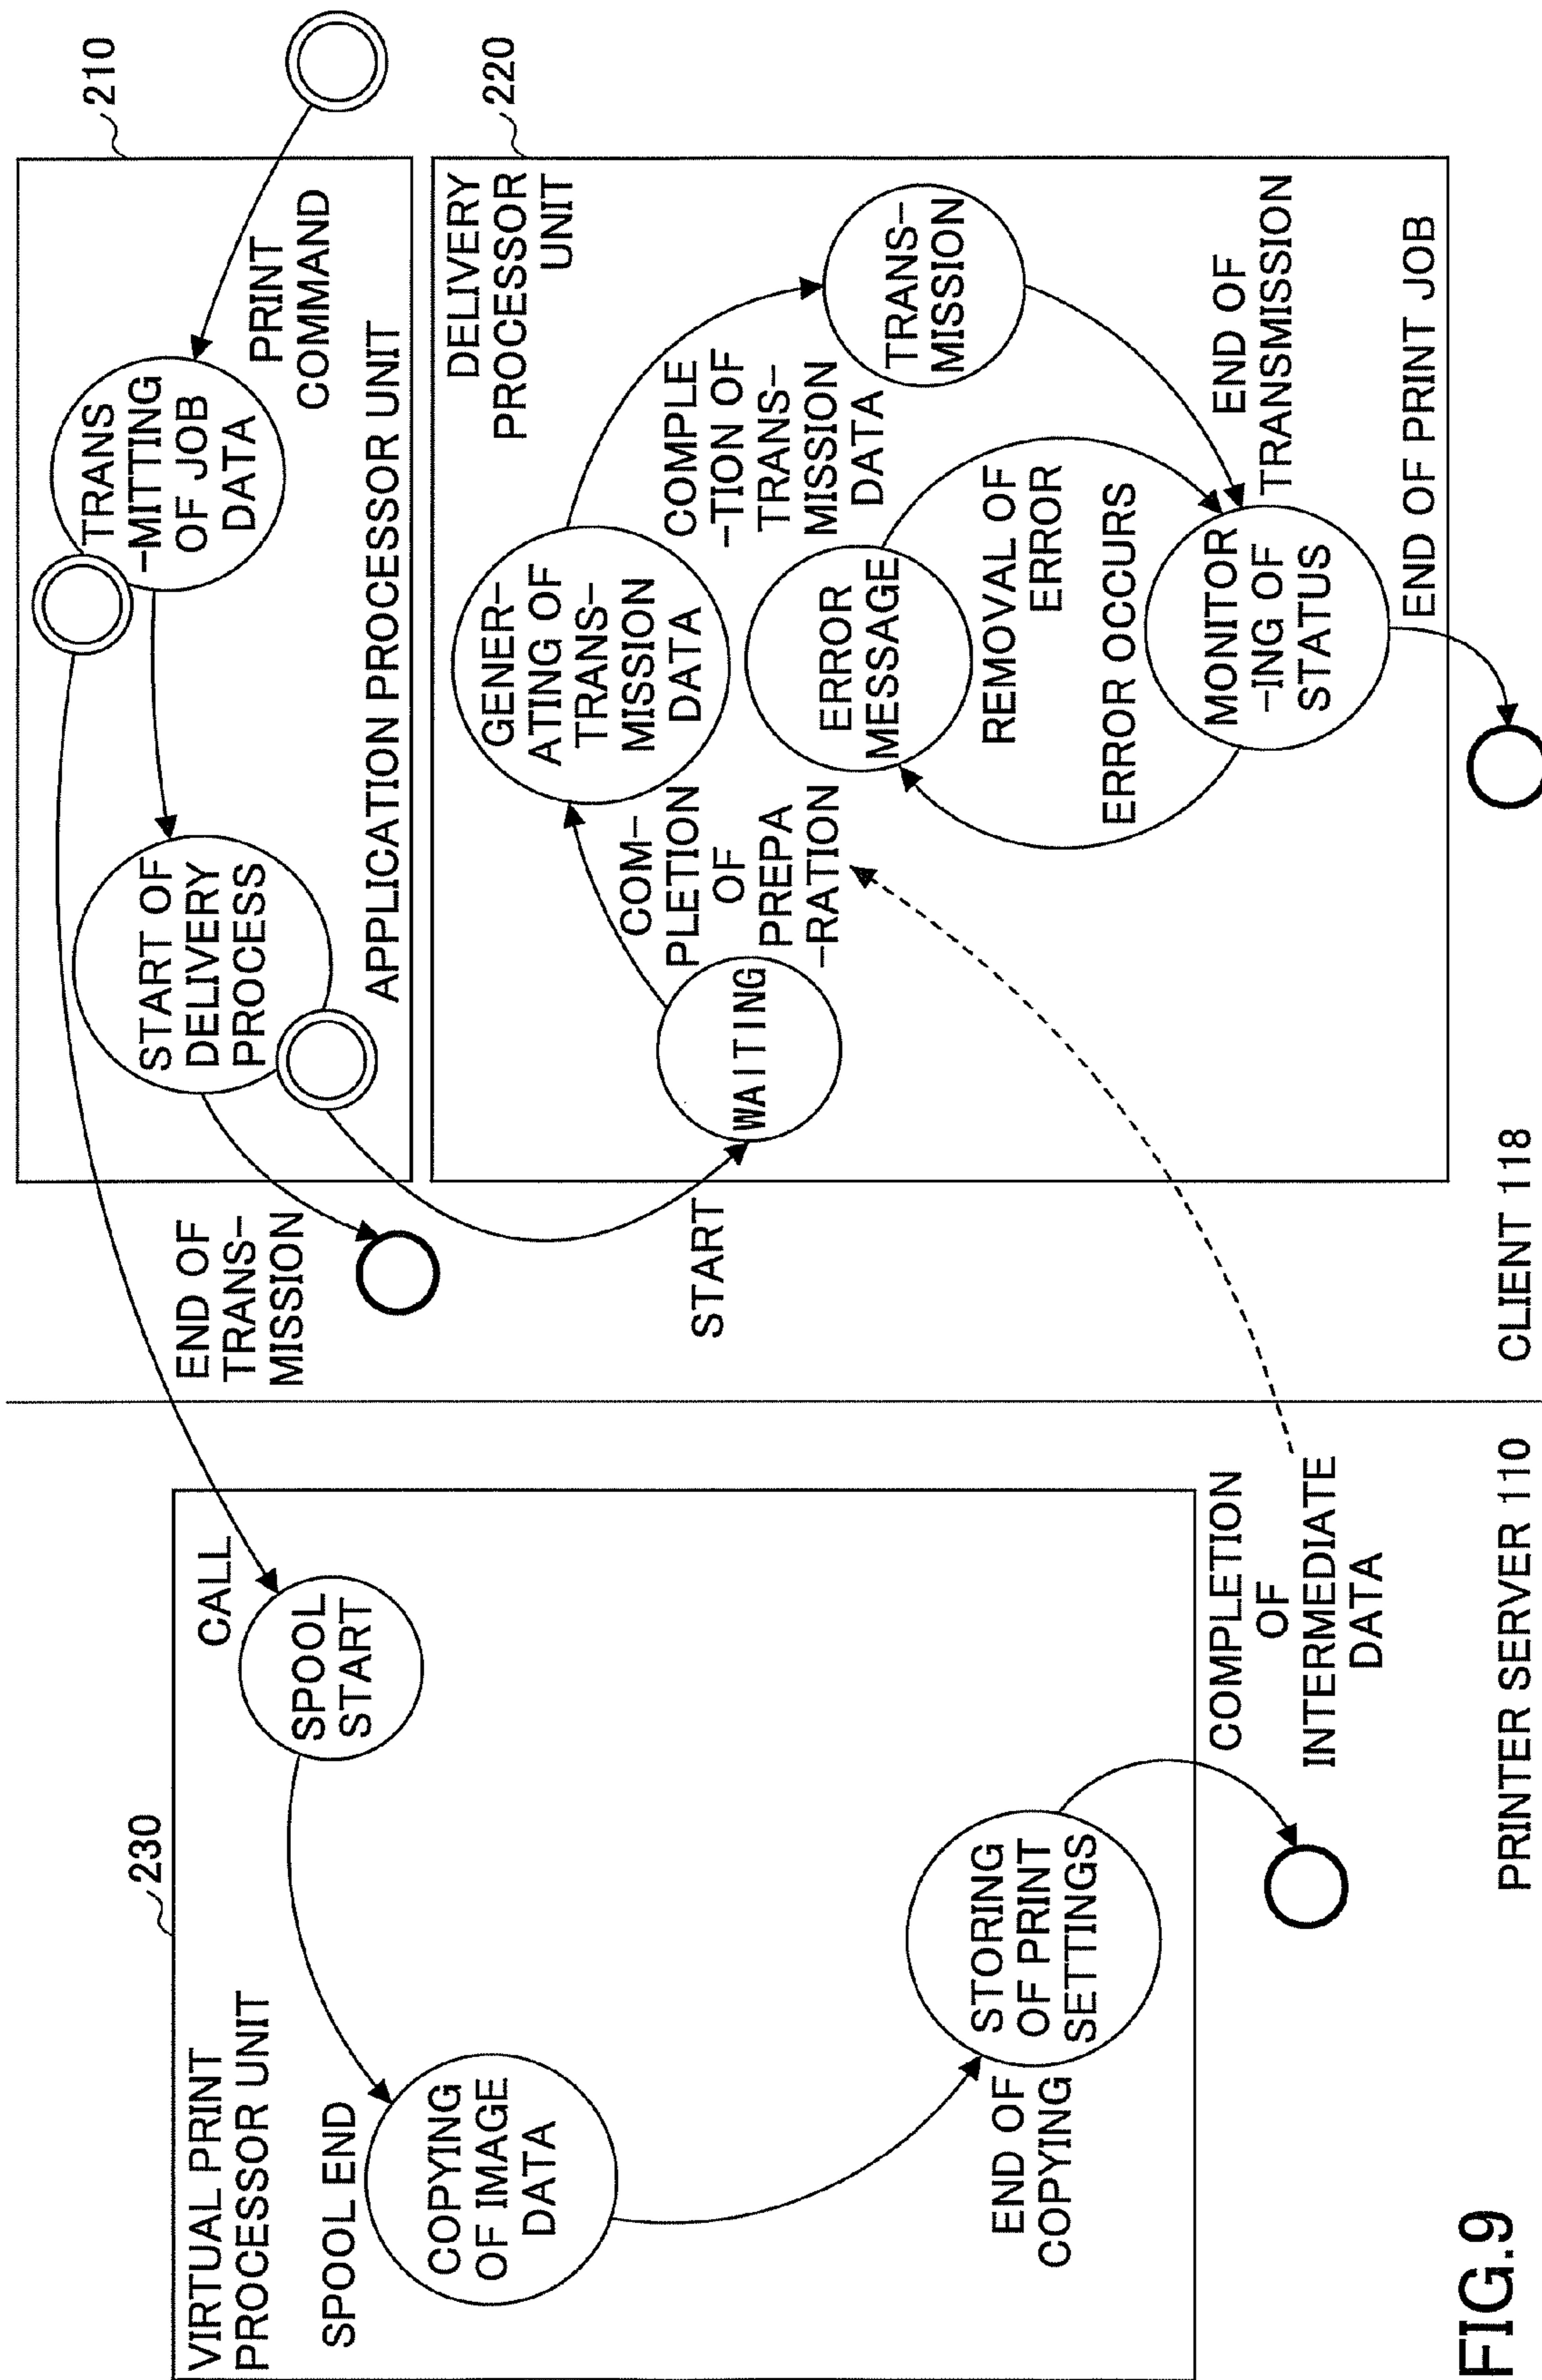 FIG.9
VIRTUAL PRINT
PROCESSOR UNIT
230
CALL
SPOOL
START
SPOOL END
COPYING
OF IMAGE
DATA
END OF
COPYING
STORING
OF PRINT
SETTINGS
COMPLETION
OF
INTERMEDIATE
DATA
PRINTER SERVER 110
210
TRANS
-MITTING
OF JOB
DATA
PRINT
COMMAND
START OF
DELIVERY
PROCESS
APPLICATION PROCESSOR UNIT
END OF
TRANS-
MISSION
START
220
DELIVERY
PROCESSOR
UNIT
WAITING
COM-
PLETION
OF
PREPA
-RATION
GENER-
ATING OF
TRANS-
MISSION
DATA
COMPLE
-TION OF
TRANS-
MISSION
DATA
TRANS-
MISSION
ERROR
MESSAGE
REMOVAL OF
ERROR
ERROR OCCURS
MONITOR
-ING OF
STATUS
END OF
TRANSMISSION
END OF PRINT JOB
CLIENT 118